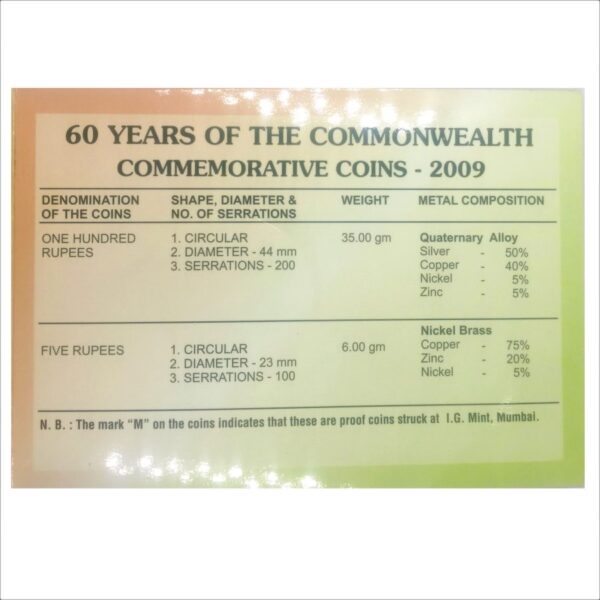 60 YEARS OF THE COMMONWEALTH
COMMEMORATIVE COINS - 2009
DENOMINATION SHAPE, DIAMETER & WEIGHT METAL COMPOSITION
OF THE COINS NO. OF SERRATIONS
ONE HUNDRED 1. CIRCULAR 35.00 gm Quaternary Alloy
RUPEES 2. DIAMETER - 44 mm Silver - 50%
3. SERRATIONS - 200 Copper - 40%
Nickel - 5%
Zinc - 5%
Nickel Brass
FIVE RUPEES 1. CIRCULAR 6.00 gm Copper - 75%
2. DIAMETER - 23 mm Zinc - 20%
3. SERRATIONS - 100 Nickel - 5%
N. B. : The mark “M” on the coins indicates that these are proof coins struck at I.G. Mint, Mumbai.